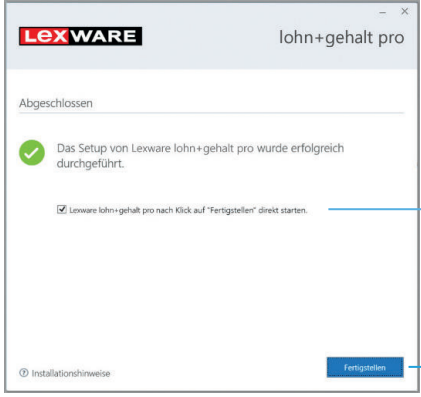 LEXWARE
lohn+gehalt pro
Abgeschlossen
Das Setup von Lexware lohn+gehalt pro wurde erfolgreich
durchgeführt.
Lexware lohn+gehalt pro nach Klick auf "Fertigstellen" direkt starten.
Installationshinweise
Fertigstellen